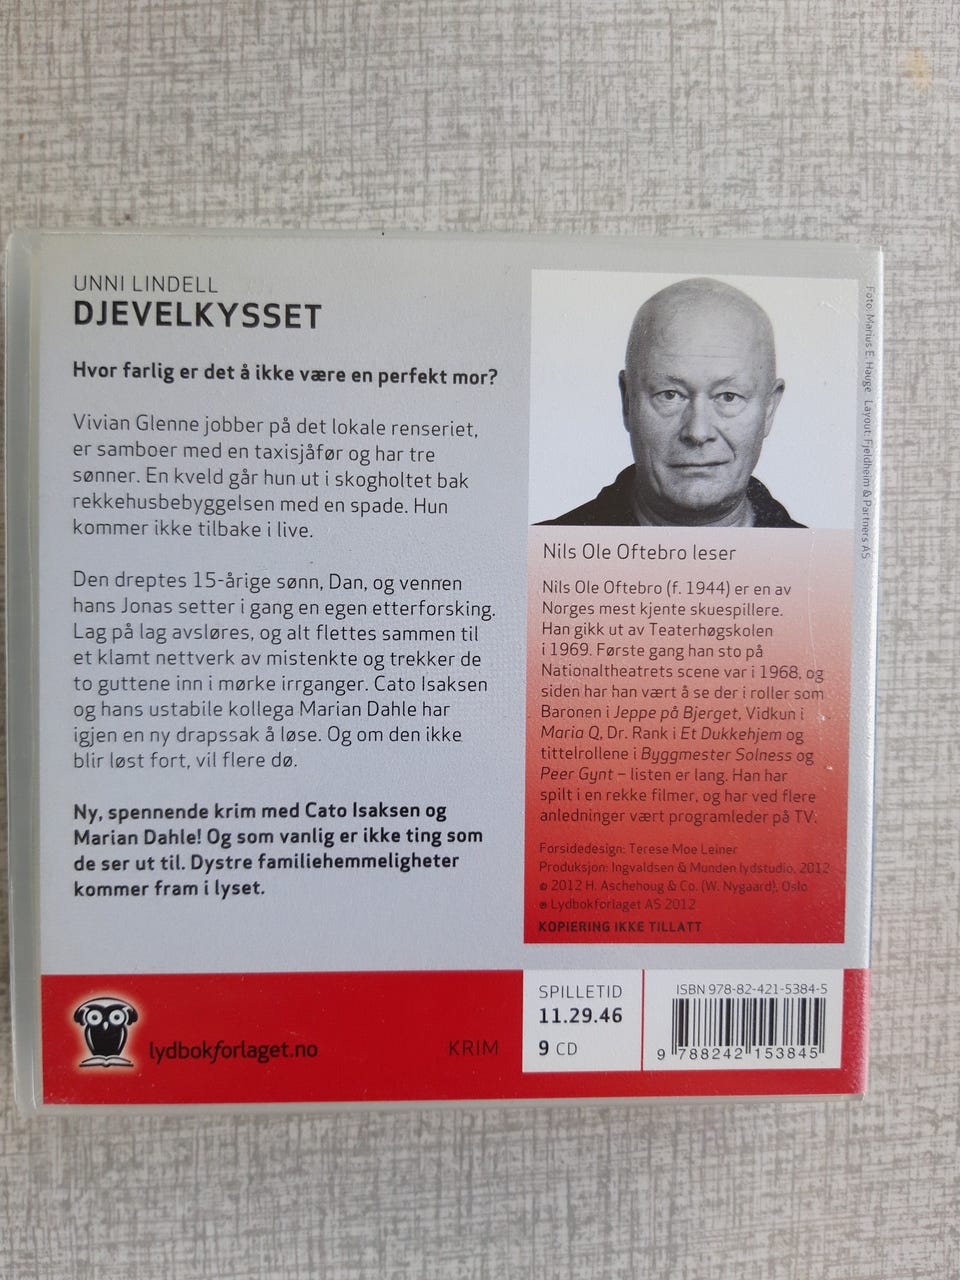 UNNI LINDELL
DJEVELKYSSET
Hvor farlig er det å ikke være en perfekt mor?
Vivian Glenne jobber på det lokale renseriet,
er samboer med en taxisjåfør og har tre
sønner. En kveld går hun ut i skogholtet bak
rekkehusbebyggelsen med en spade. Hun
kommer ikke tilbake i live.
Den dreptes 15-årige sønn, Dan, og vennen
hans Jonas setter i gang en egen etterforsking.
Lag på lag avsløres, og alt flettes sammen til
et klamt nettverk av mistenkte og trekker de
to guttene inn i mørke irrganger. Cato Isaksen
og hans ustabile kollega Marian Dahle har
igjen en ny drapssak å løse. Og om den ikke
blir løst fort, vil flere dø.
Ny, spennende krim med Cato Isaksen og
Marian Dahle! Og som vanlig er ikke ting som
de ser ut til. Dystre familiehemmeligheter
kommer fram i lyset.
Foto: Marius E. Hauge Layout: Fjeldheim & Partners AS
Nils Ole Oftebro leser
Nils Ole Oftebro (f. 1944) er en av
Norges mest kjente skuespillere.
Han gikk ut av Teaterhøgskolen
i 1969. Første gang han sto på
Nationaltheatrets scene var i 1968, og
siden har han vært å se der i roller som
Baronen i Jeppe på Bjerget, Vidkun i
Maria Q, Dr. Rank i Et Dukkehjem og
tittelrollene i Byggmester Solness og
Peer Gynt – listen er lang. Han har
spilt i en rekke filmer, og har ved flere
anledninger vært programleder på TV.
Forsidedesign: Terese Moe Leiner
Produksjon: Ingvaldsen & Munden lydstudio, 2012
© 2012 H. Aschehoug & Co. (W. Nygaard), Oslo
℗ Lydbokforlaget AS 2012
KOPIERING IKKE TILLATT
lydbokforlaget.no
KRIM
SPILLETID
11.29.46
9 CD
ISBN 978-82-421-5384-5
9 788242 153845